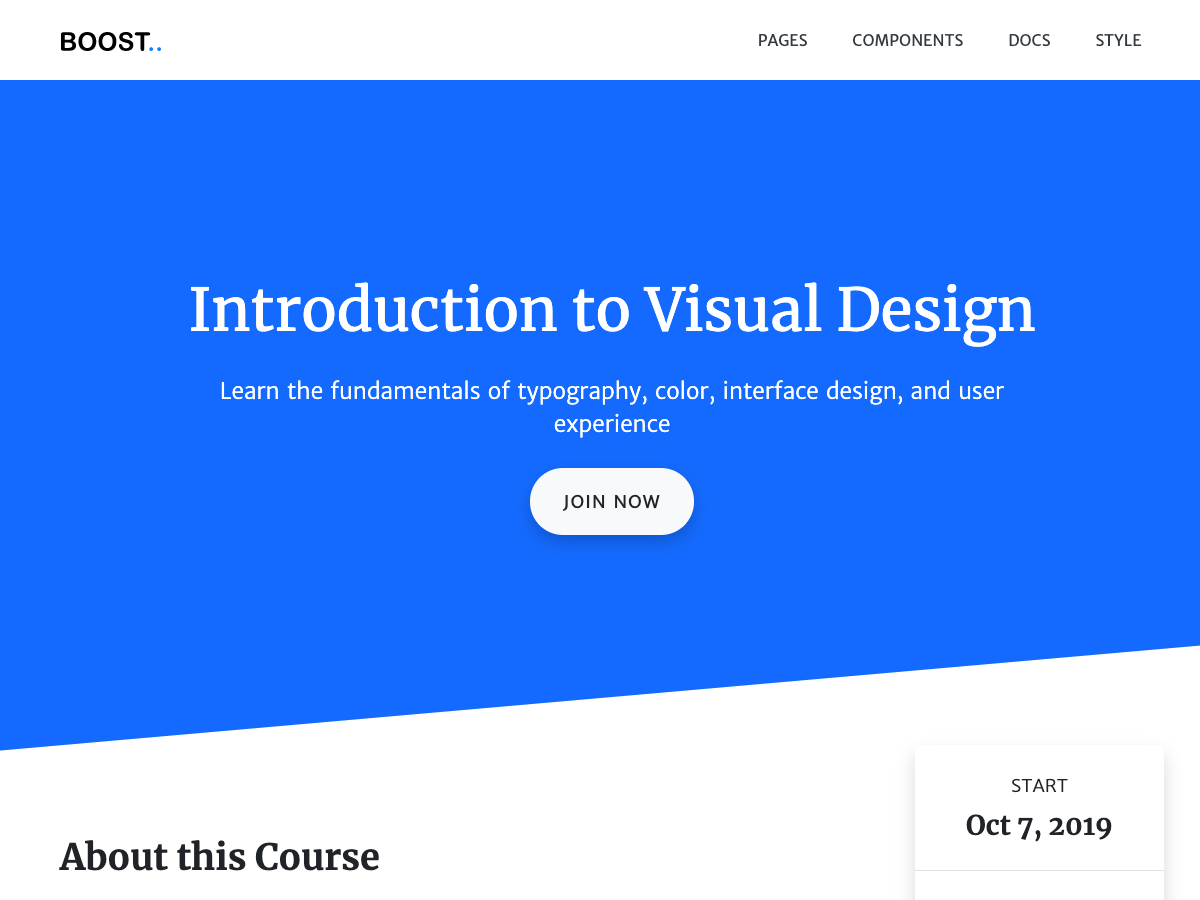 BOOST..
PAGES
COMPONENTS
DOCS
STYLE
Introduction to Visual Design
Learn the fundamentals of typography, color, interface design, and user
experience
JOIN NOW
START
Oct 7, 2019
About this Course